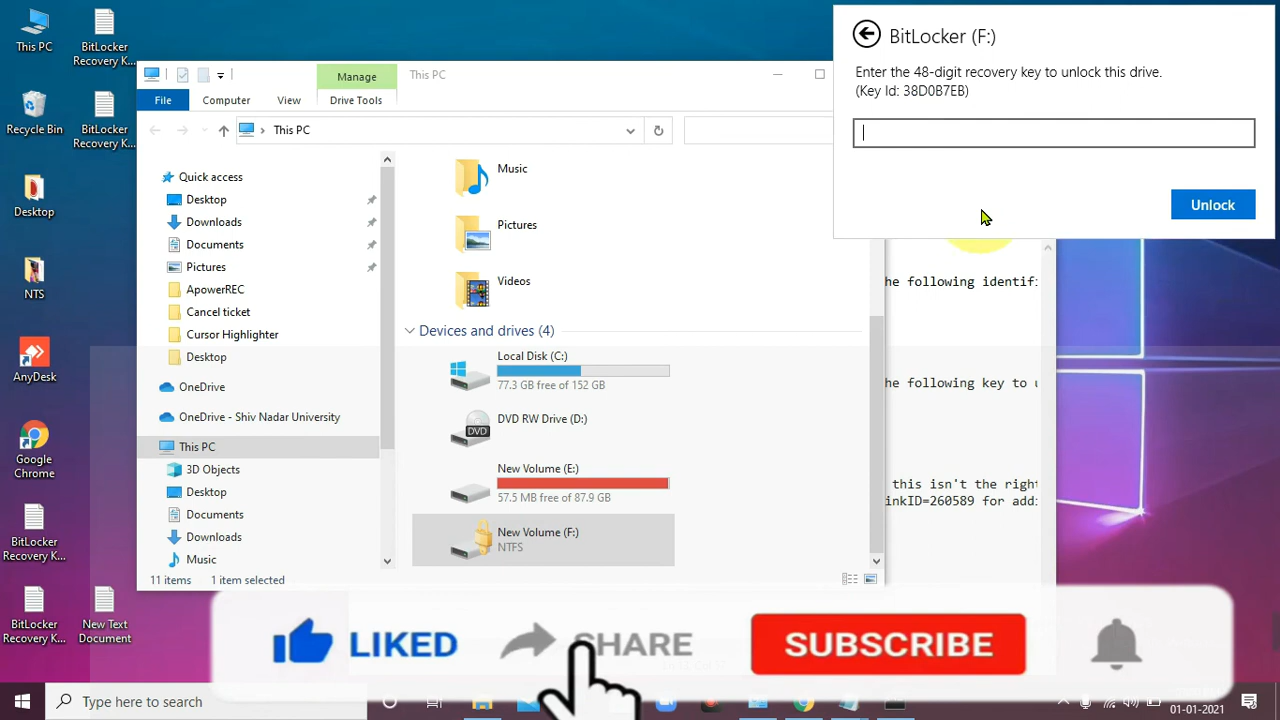 This PC
BitLocker
Recovery K...
Recycle Bin
BitLocker
Recovery K...
Desktop
NTS
AnyDesk
Google
Chrome
BitLocker
Recovery K...
BitLocker
Recovery K...
New Text
Document
Manage
This PC
File
Computer
View
Drive Tools
This PC
Quick access
Desktop
Downloads
Documents
Pictures
ApowerREC
Cancel ticket
Cursor Highlighter
Desktop
OneDrive
OneDrive - Shiv Nadar University
This PC
3D Objects
Desktop
Documents
Downloads
Music
Music
Pictures
Videos
Devices and drives (4)
Local Disk (C:)
77.3 GB free of 152 GB
DVD
DVD RW Drive (D:)
New Volume (E:)
57.5 MB free of 87.9 GB
New Volume (F:)
NTFS
11 items
1 item selected
BitLocker (F:)
Enter the 48-digit recovery key to unlock this drive.
(Key Id: 38D0B7EB)
Unlock
he following identifi
he following key to u
this isn't the right
inkID=260589 for addi
LIKED
SHARE
SUBSCRIBE
Type here to search
01-01-2021